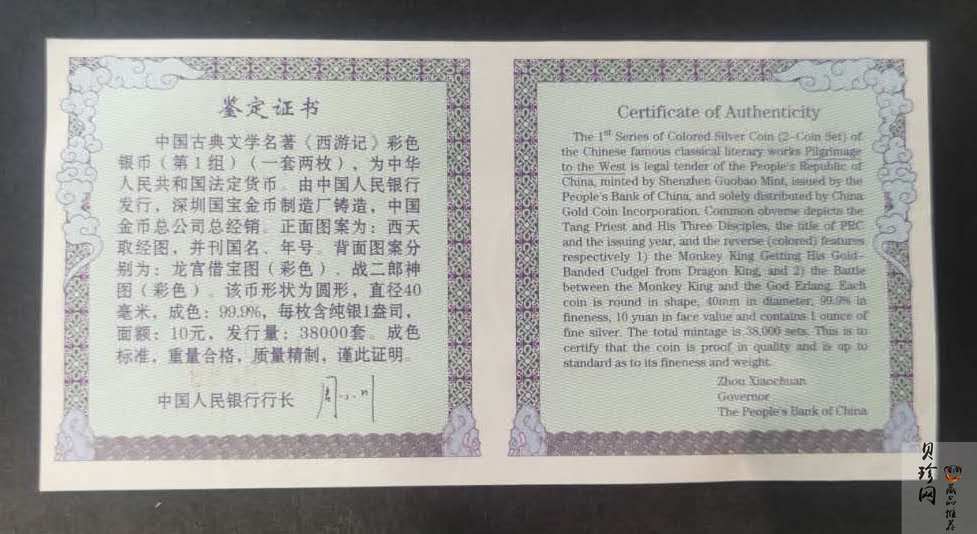 鉴定证书
中国古典文学名著《西游记》彩色
银币（第1组）（一套两枚），为中华
人民共和国法定货币。由中国人民银行
发行，深圳国宝金币制造厂铸造，中国
金币总公司总经销。正面图案为：西天
取经图，并刊国名、年号。背面图案分
别为：龙宫借宝图（彩色）、战二郎神
图（彩色）。该币形状为圆形，直径40
毫米，成色：99.9%，每枚含纯银1盎司，
面额：10元，发行量：38000套。成色
标准，重量合格，质量精制，谨此证明。
中国人民银行行长 周小川
Certificate of Authenticity
The 1st Series of Colored Silver Coin (2-Coin Set) of
the Chinese famous classical literary works Pilgrimage
to the West is legal tender of the People's Republic of
China, minted by Shenzhen Guobao Mint, issued by the
People's Bank of China, and solely distributed by China
Gold Coin Incorporation. Common obverse depicts the
Tang Priest and His Three Disciples, the title of PRC
and the issuing year, and the reverse (colored) features
respectively 1) the Monkey King Getting His Gold-
Banded Cudgel from Dragon King, and 2) the Battle
between the Monkey King and the God Erlang. Each
coin is round in shape, 40mm in diameter, 99.9% in
fineness, 10 yuan in face value and contains 1 ounce of
fine silver. The total mintage is 38,000 sets. This is to
certify that the coin is proof in quality and is up to
standard as to its fineness and weight.
Zhou Xiaochuan
Governor
The People's Bank of China
贝珍网
藏品推荐